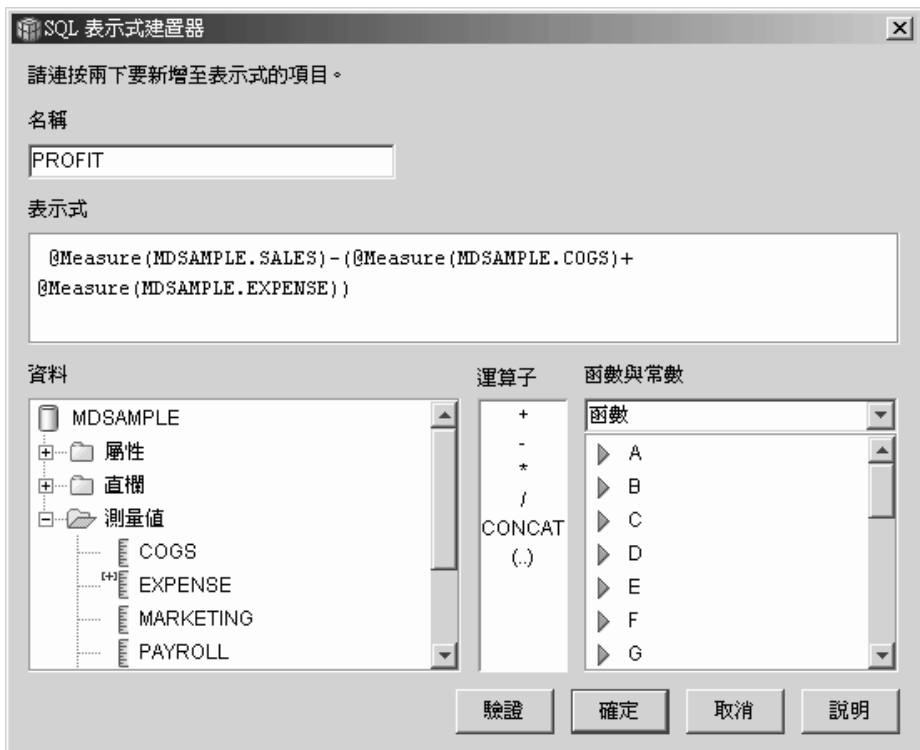 SQL 表示式建置器
請連按兩下要新增至表示式的項目。
名稱
PROFIT
表示式
@Measure(MDSAMPLE.SALES)-(@Measure(MDSAMPLE.COGS)+
@Measure(MDSAMPLE.EXPENSE))
資料
MDSAMPLE
屬性
直欄
測量值
COGS
[+] EXPENSE
MARKETING
PAYROLL
運算子
+
-
*
/
CONCAT
(..)
函數與常數
函數
A
B
C
D
E
F
G
驗證
確定
取消
說明